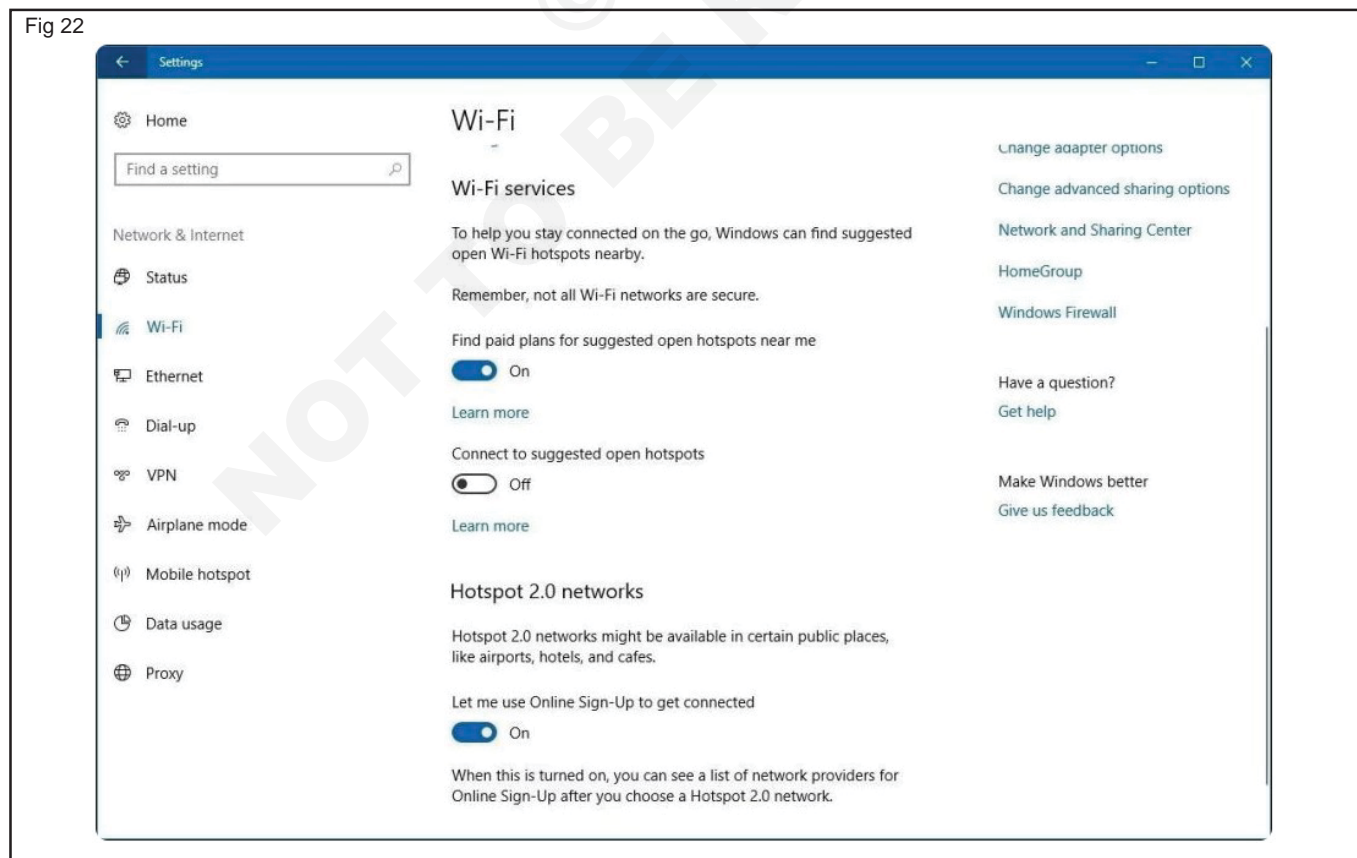 Fig 22
Settings
Home
Find a setting
Network & Internet
Status
Wi-Fi
Ethernet
Dial-up
VPN
Airplane mode
Mobile hotspot
Data usage
Proxy
Wi-Fi
Wi-Fi services
To help you stay connected on the go, Windows can find suggested
open Wi-Fi hotspots nearby.
Remember, not all Wi-Fi networks are secure.
Find paid plans for suggested open hotspots near me
On
Learn more
Connect to suggested open hotspots
Off
Learn more
Hotspot 2.0 networks
Hotspot 2.0 networks might be available in certain public places,
like airports, hotels, and cafes.
Let me use Online Sign-Up to get connected
On
When this is turned on, you can see a list of network providers for
Online Sign-Up after you choose a Hotspot 2.0 network.
Change adapter options
Change advanced sharing options
Network and Sharing Center
HomeGroup
Windows Firewall
Have a question?
Get help
Make Windows better
Give us feedback
NOT TO BE